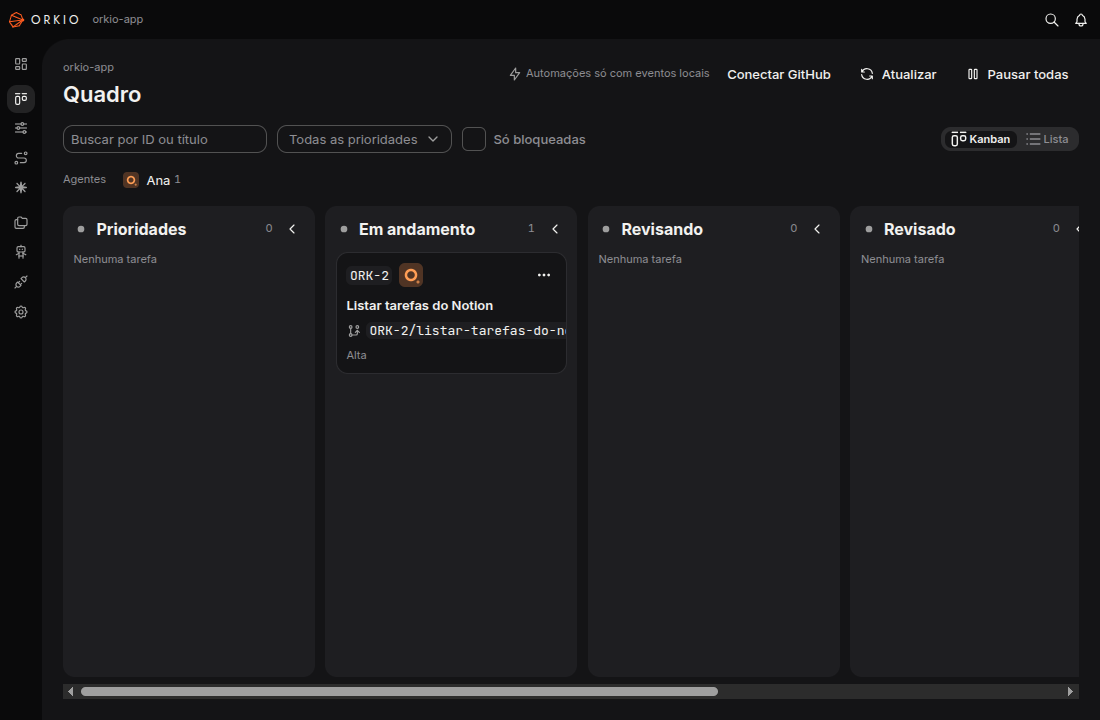 ORKIO orkio-app
orkio-app
Quadro
Automações só com eventos locais Conectar GitHub Atualizar Pausar todas
Buscar por ID ou título Todas as prioridades Só bloqueadas Kanban Lista
Agentes Ana 1
Prioridades 0
Nenhuma tarefa
Em andamento 1
ORK-2
Listar tarefas do Notion
ORK-2/listar-tarefas-do-n
Alta
Revisando 0
Nenhuma tarefa
Revisado 0
Nenhuma tarefa